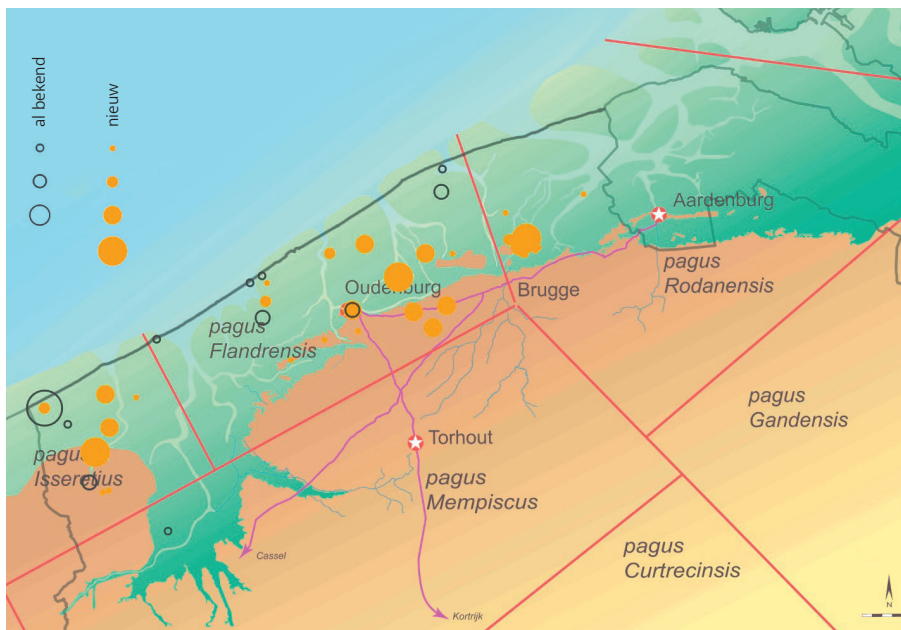 al bekend
nieuw
Aardenburg
pagus
Rodanensis
Oudenburg
Brugge
pagus
Flandrensis
pagus
Gandensis
Torhout
pagus
Isseretius
pagus
Mempiscus
pagus
Curtrecinsis
Cassel
Kortrijk
N